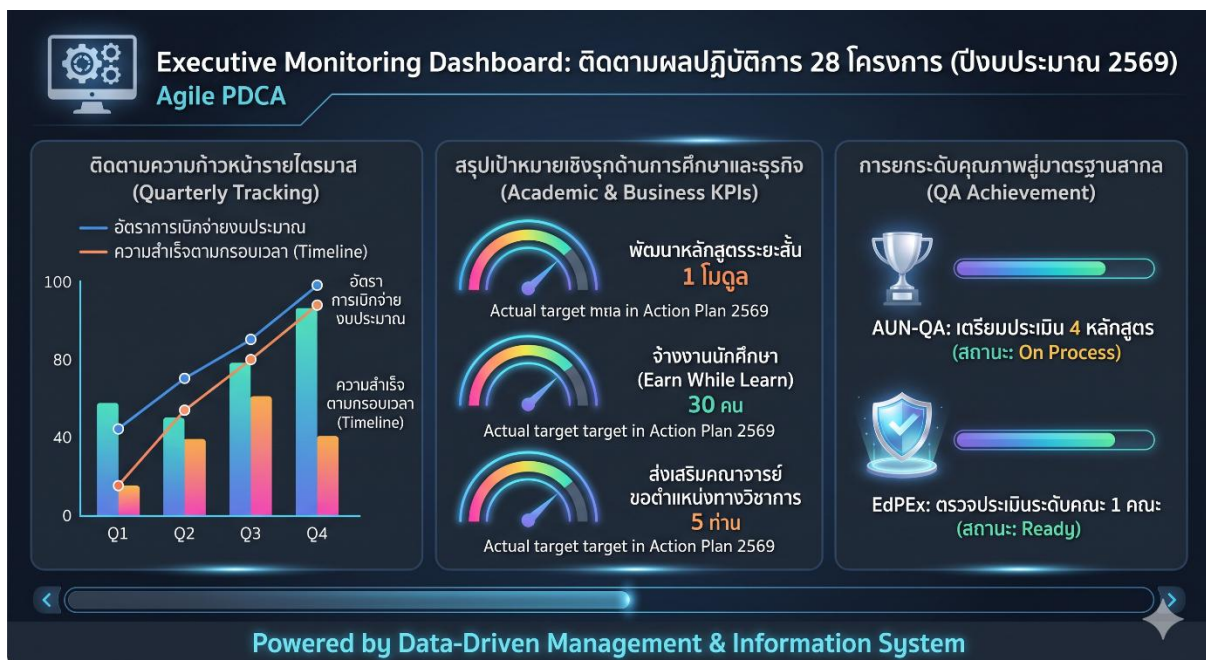 Executive Monitoring Dashboard: ติดตามผลปฏิบัติการ 28 โครงการ (ปีงบประมาณ 2569)
Agile PDCA
ติดตามความก้าวหน้ารายไตรมาส
(Quarterly Tracking)
อัตราการเบิกจ่ายงบประมาณ
ความสำเร็จตามกรอบเวลา (Timeline)
100
80
40
0
Q1
Q2
Q3
Q4
อัตรา
การเบิกจ่าย
งบประมาณ
ความสำเร็จ
ตามกรอบเวลา
(Timeline)
สรุปเป้าหมายเชิงรุกด้านการศึกษาและธุรกิจ
(Academic & Business KPIs)
พัฒนาหลักสูตรระยะสั้น
1 โมดูล
Actual target in Action Plan 2569
จ้างงานนักศึกษา
(Earn While Learn)
30 คน
Actual target target in Action Plan 2569
ส่งเสริมคณาจารย์
ขอตำแหน่งทางวิชาการ
5 ท่าน
Actual target target in Action Plan 2569
การยกระดับคุณภาพสู่มาตรฐานสากล
(QA Achievement)
AUN-QA: เตรียมประเมิน 4 หลักสูตร
(สถานะ: On Process)
EdPEx: ตรวจประเมินระดับคณะ 1 คณะ
(สถานะ: Ready)
Powered by Data-Driven Management & Information System